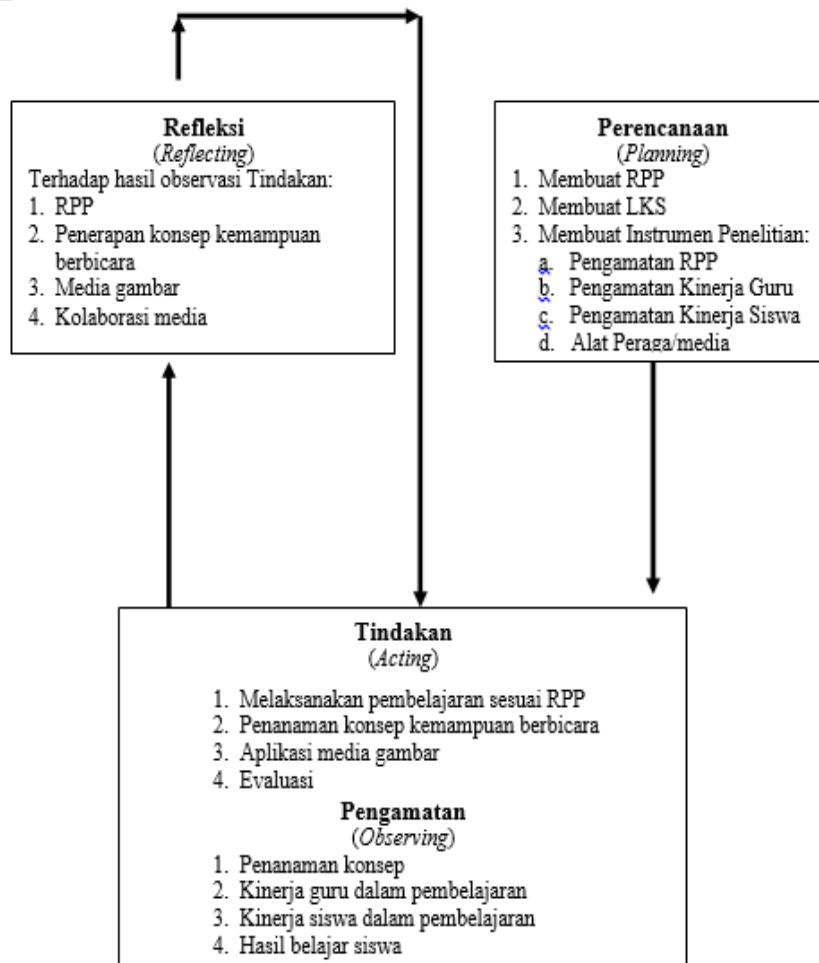 Refleksi
(Reflecting)
Terhadap hasil observasi Tindakan:
1. RPP
2. Penerapan konsep kemampuan
berbicara
3. Media gambar
4. Kolaborasi media
Perencanaan
(Planning)
1. Membuat RPP
2. Membuat LKS
3. Membuat Instrumen Penelitian:
a. Pengamatan RPP
b. Pengamatan Kinerja Guru
c. Pengamatan Kinerja Siswa
d. Alat Peraga/media
Tindakan
(Acting)
1. Melaksanakan pembelajaran sesuai RPP
2. Penanaman konsep kemampuan berbicara
3. Aplikasi media gambar
4. Evaluasi
Pengamatan
(Observing)
1. Penanaman konsep
2. Kinerja guru dalam pembelajaran
3. Kinerja siswa dalam pembelajaran
4. Hasil belajar siswa